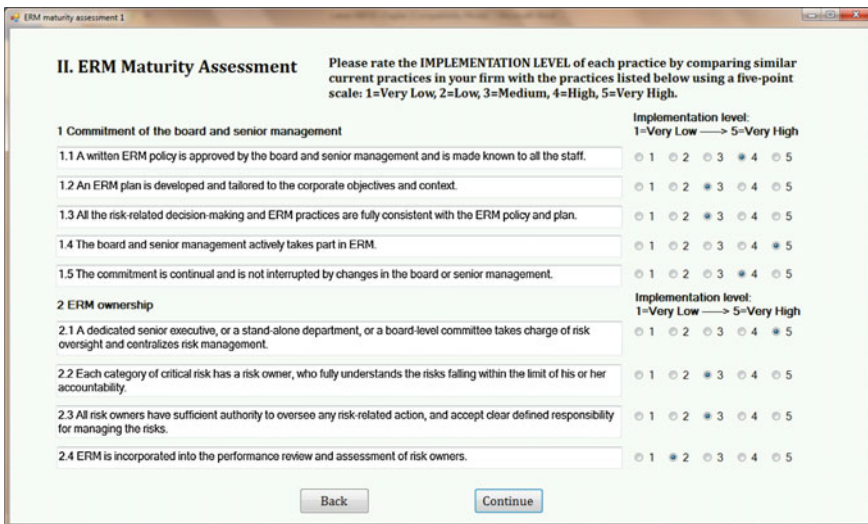 ERM maturity assessment 1
II. ERM Maturity Assessment
Please rate the IMPLEMENTATION LEVEL of each practice by comparing similar
current practices in your firm with the practices listed below using a five-point
scale: 1=Very Low, 2=Low, 3=Medium, 4=High, 5=Very High.
1 Commitment of the board and senior management
Implementation level:
1=Very Low ----> 5=Very High
1.1 A written ERM policy is approved by the board and senior management and is made known to all the staff.
1 2 3 4 5
1.2 An ERM plan is developed and tailored to the corporate objectives and context.
1 2 3 4 5
1.3 All the risk-related decision-making and ERM practices are fully consistent with the ERM policy and plan.
1 2 3 4 5
1.4 The board and senior management actively takes part in ERM.
1 2 3 4 5
1.5 The commitment is continual and is not interrupted by changes in the board or senior management.
1 2 3 4 5
2 ERM ownership
Implementation level:
1=Very Low ----> 5=Very High
2.1 A dedicated senior executive, or a stand-alone department, or a board-level committee takes charge of risk
oversight and centralizes risk management.
1 2 3 4 5
2.2 Each category of critical risk has a risk owner, who fully understands the risks falling within the limit of his or her
accountability.
1 2 3 4 5
2.3 All risk owners have sufficient authority to oversee any risk-related action, and accept clear defined responsibility
for managing the risks.
1 2 3 4 5
2.4 ERM is incorporated into the performance review and assessment of risk owners.
1 2 3 4 5
Back
Continue